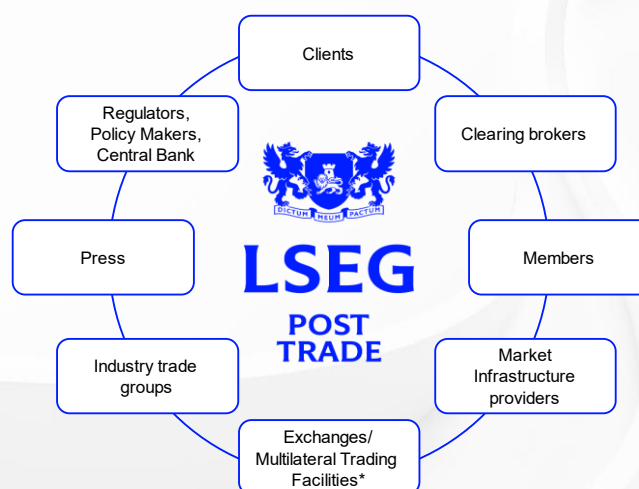 Clients
Clearing brokers
Members
Market
Infrastructure
providers
Exchanges/
Multilateral Trading
Facilities*
Industry trade
groups
Press
Regulators,
Policy Makers,
Central Bank
DICTUM MEUM PACTUM
LSEG
POST
TRADE